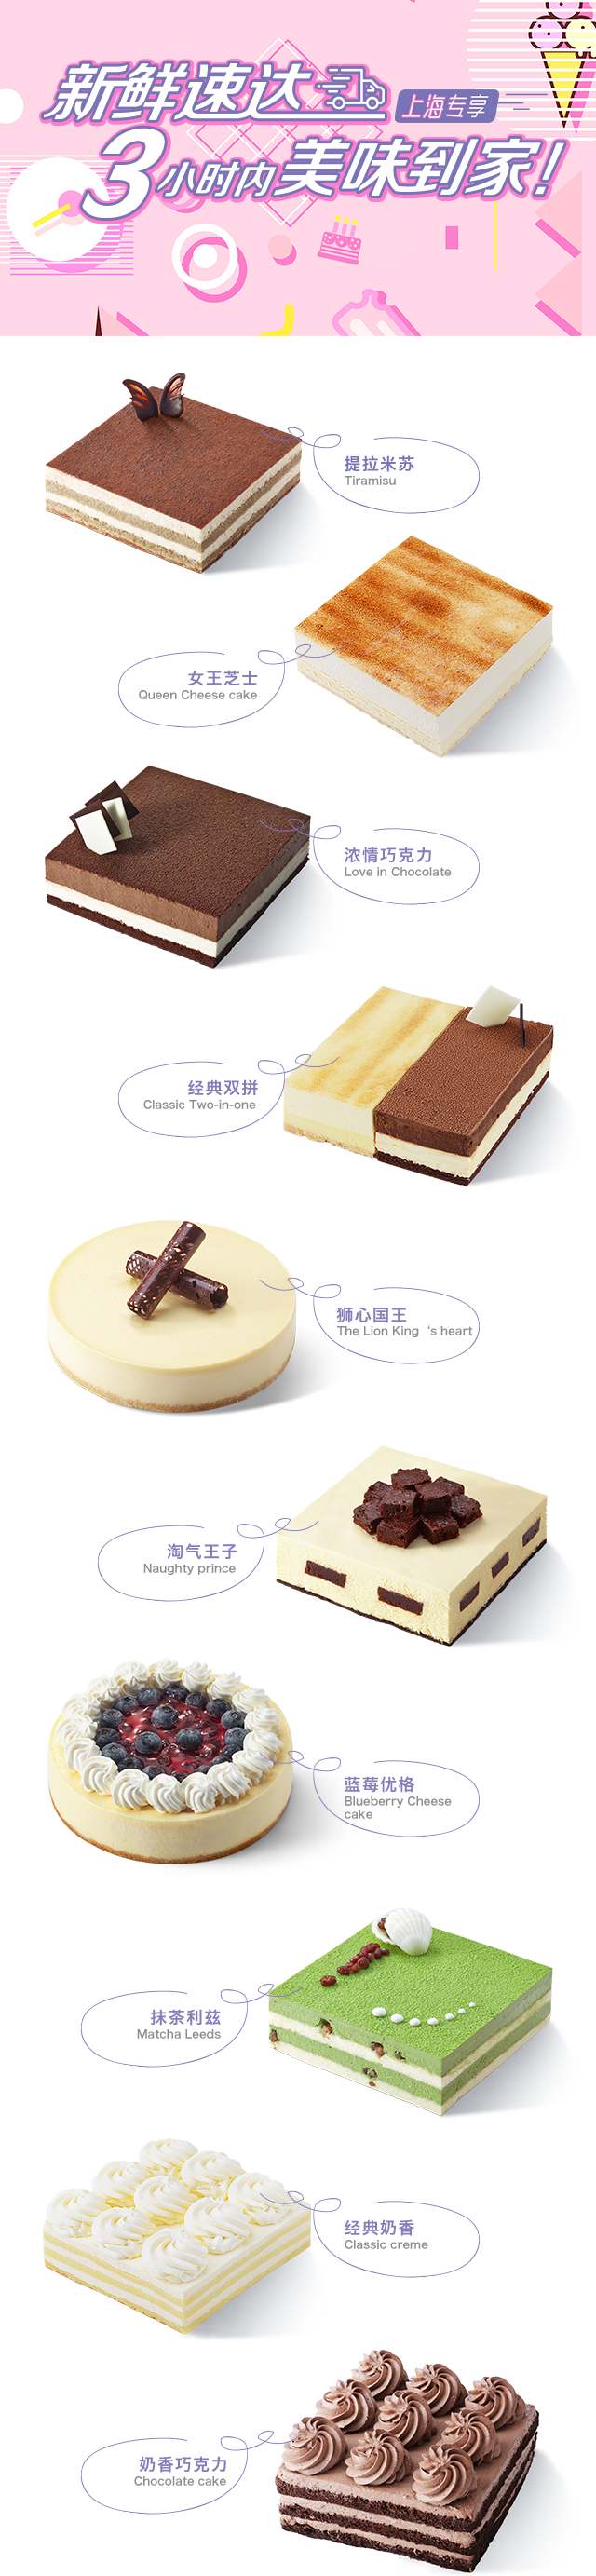 新鲜速达
上海专享
3小时内美味到家!
提拉米苏
Tiramisu
女王芝士
Queen Cheese cake
浓情巧克力
Love in Chocolate
经典双拼
Classic Two-in-one
狮心国王
The Lion King‘s heart
淘气王子
Naughty prince
蓝莓优格
Blueberry Cheese
cake
抹茶利兹
Matcha Leeds
经典奶香
Classic creme
奶香巧克力
Chocolate cake